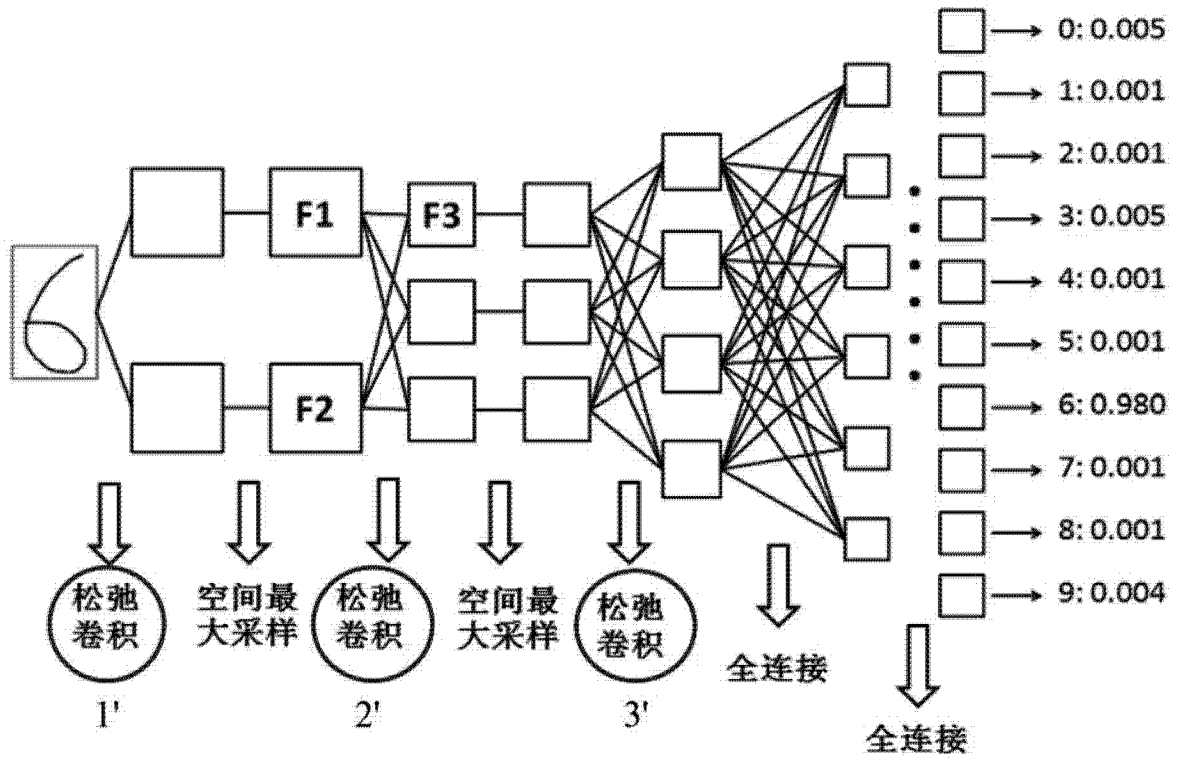 0: 0.005
1: 0.001
2: 0.001
3: 0.005
4: 0.001
5: 0.001
6: 0.980
7: 0.001
8: 0.001
9: 0.004
F1
F2
F3
松弛
卷积
1'
空间最
大采样
松弛
卷积
2'
空间最
大采样
松弛
卷积
3'
全连接
全连接